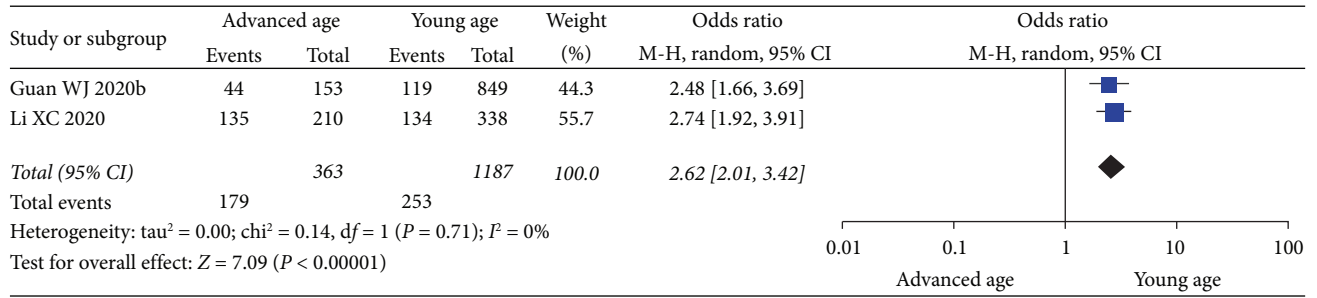 Study or subgroup Advanced age Young age Weight (%) Odds ratio Odds ratio
Events Total Events Total M-H, random, 95% CI M-H, random, 95% CI
Guan WJ 2020b 44 153 119 849 44.3 2.48 [1.66, 3.69]
Li XC 2020 135 210 134 338 55.7 2.74 [1.92, 3.91]
Total (95% CI) 363 1187 100.0 2.62 [2.01, 3.42]
Total events 179 253
Heterogeneity: tau² = 0.00; chi² = 0.14, df = 1 (P = 0.71); I² = 0%
Test for overall effect: Z = 7.09 (P < 0.00001)
0.01 0.1 1 10 100
Advanced age Young age